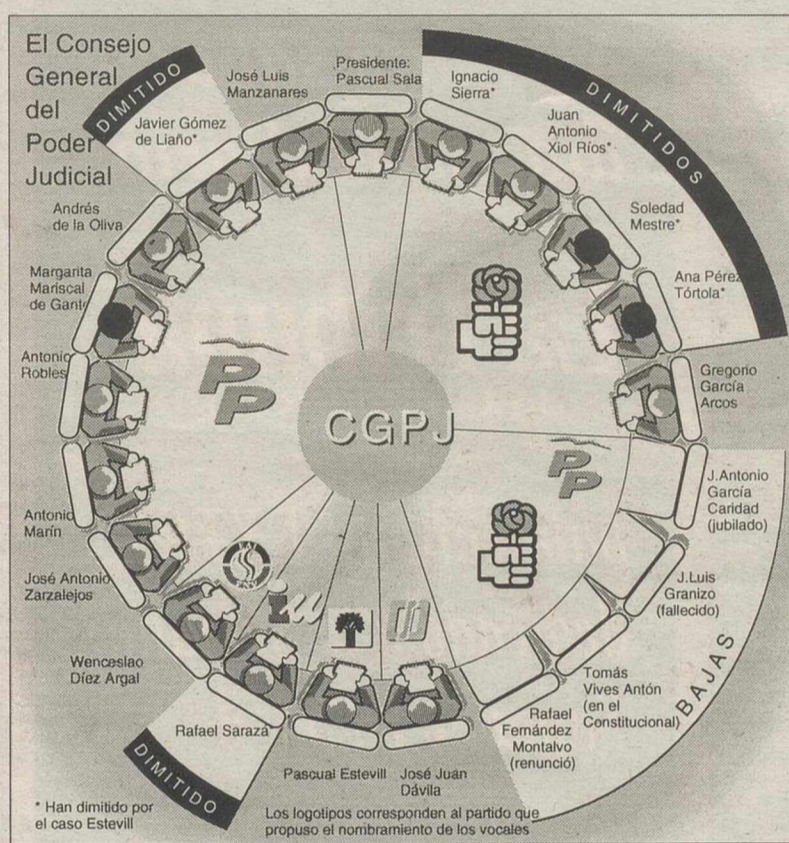 El Consejo
General
del
Poder
Judicial
DIMITIDO
Javier Gómez
de Liaño*
José Luis
Manzanares
Presidente:
Pascual Sala
Ignacio
Sierra*
Juan
Antonio
Xiol Ríos*
DIMITIDOS
Soledad
Mestre*
Ana Pérez
Tórtola*
Gregorio
García
Arcos
Andrés
de la Oliva
Margarita
Mariscal
de Gante
Antonio
Robles
Antonio
Marín
José Antonio
Zarzalejos
Wenceslao
Díez Argal
PP
CGPJ
PP
iu
J.Antonio
García
Caridad
(jubilado)
J.Luis
Granizo
(fallecido)
Tomás
Vives Antón
(en el
Constitucional)
Rafael
Fernández
Montalvo
(renunció)
BAJAS
Rafael Sarazá
DIMITIDO
Pascual Estevill
José Juan
Dávila
* Han dimitido por
el caso Estevill
Los logotipos corresponden al partido que
propuso el nombramiento de los vocales